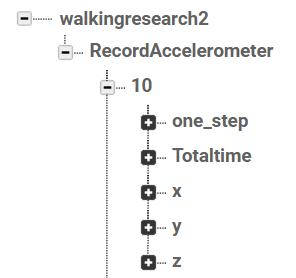 walkingresearch2
RecordAccelerometer
10
one_step
Totaltime
x
y
z